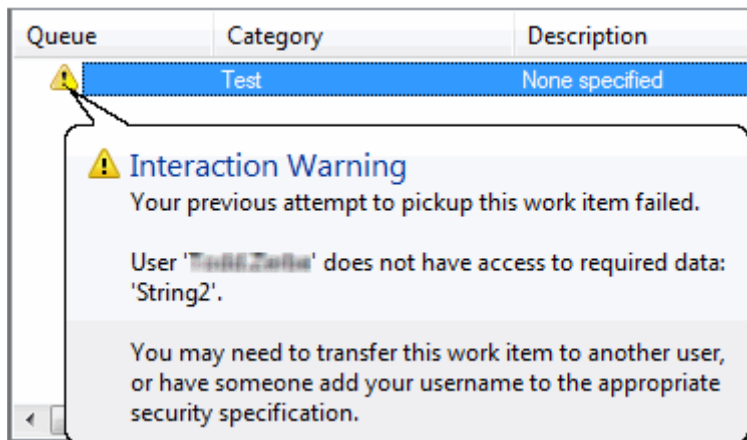 Queue Category Description
Test None specified
Interaction Warning
Your previous attempt to pickup this work item failed.
User '' does not have access to required data:
'String2'.
You may need to transfer this work item to another user,
or have someone add your username to the appropriate
security specification.